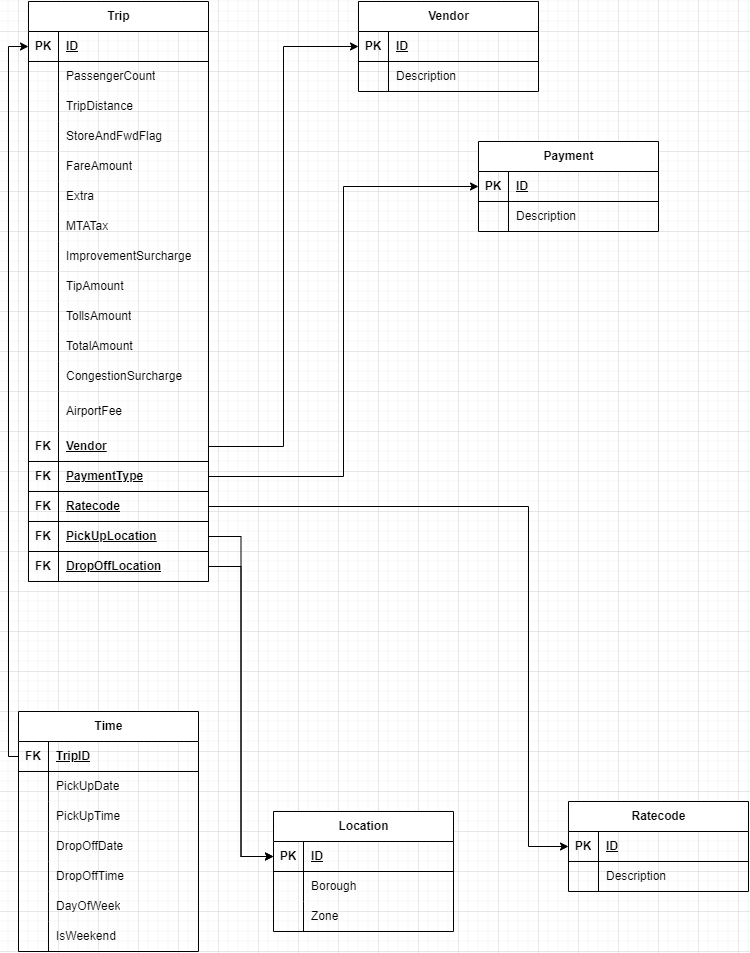 Trip
PK ID
PassengerCount
TripDistance
StoreAndFwdFlag
FareAmount
Extra
MTATax
ImprovementSurcharge
TipAmount
TollsAmount
TotalAmount
CongestionSurcharge
AirportFee
FK Vendor
FK PaymentType
FK Ratecode
FK PickUpLocation
FK DropOffLocation
Vendor
PK ID
Description
Payment
PK ID
Description
Time
FK TripID
PickUpDate
PickUpTime
DropOffDate
DropOffTime
DayOfWeek
IsWeekend
Location
PK ID
Borough
Zone
Ratecode
PK ID
Description